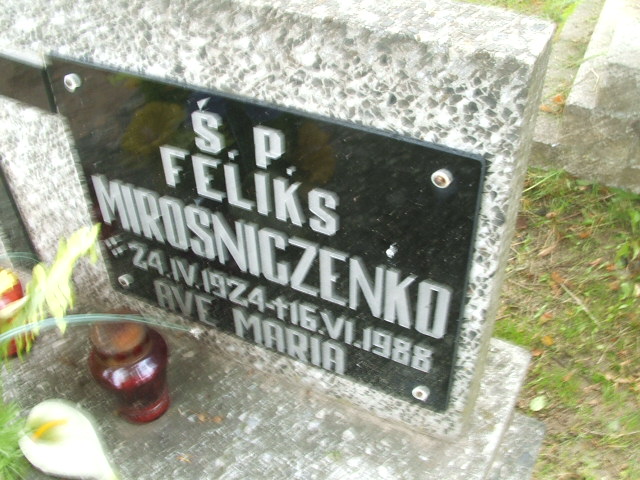 Ś. P.
FELIKS
MIROŚNICZENKO
* 24.IV.1924 + 16.VI.1988
AVE MARIA